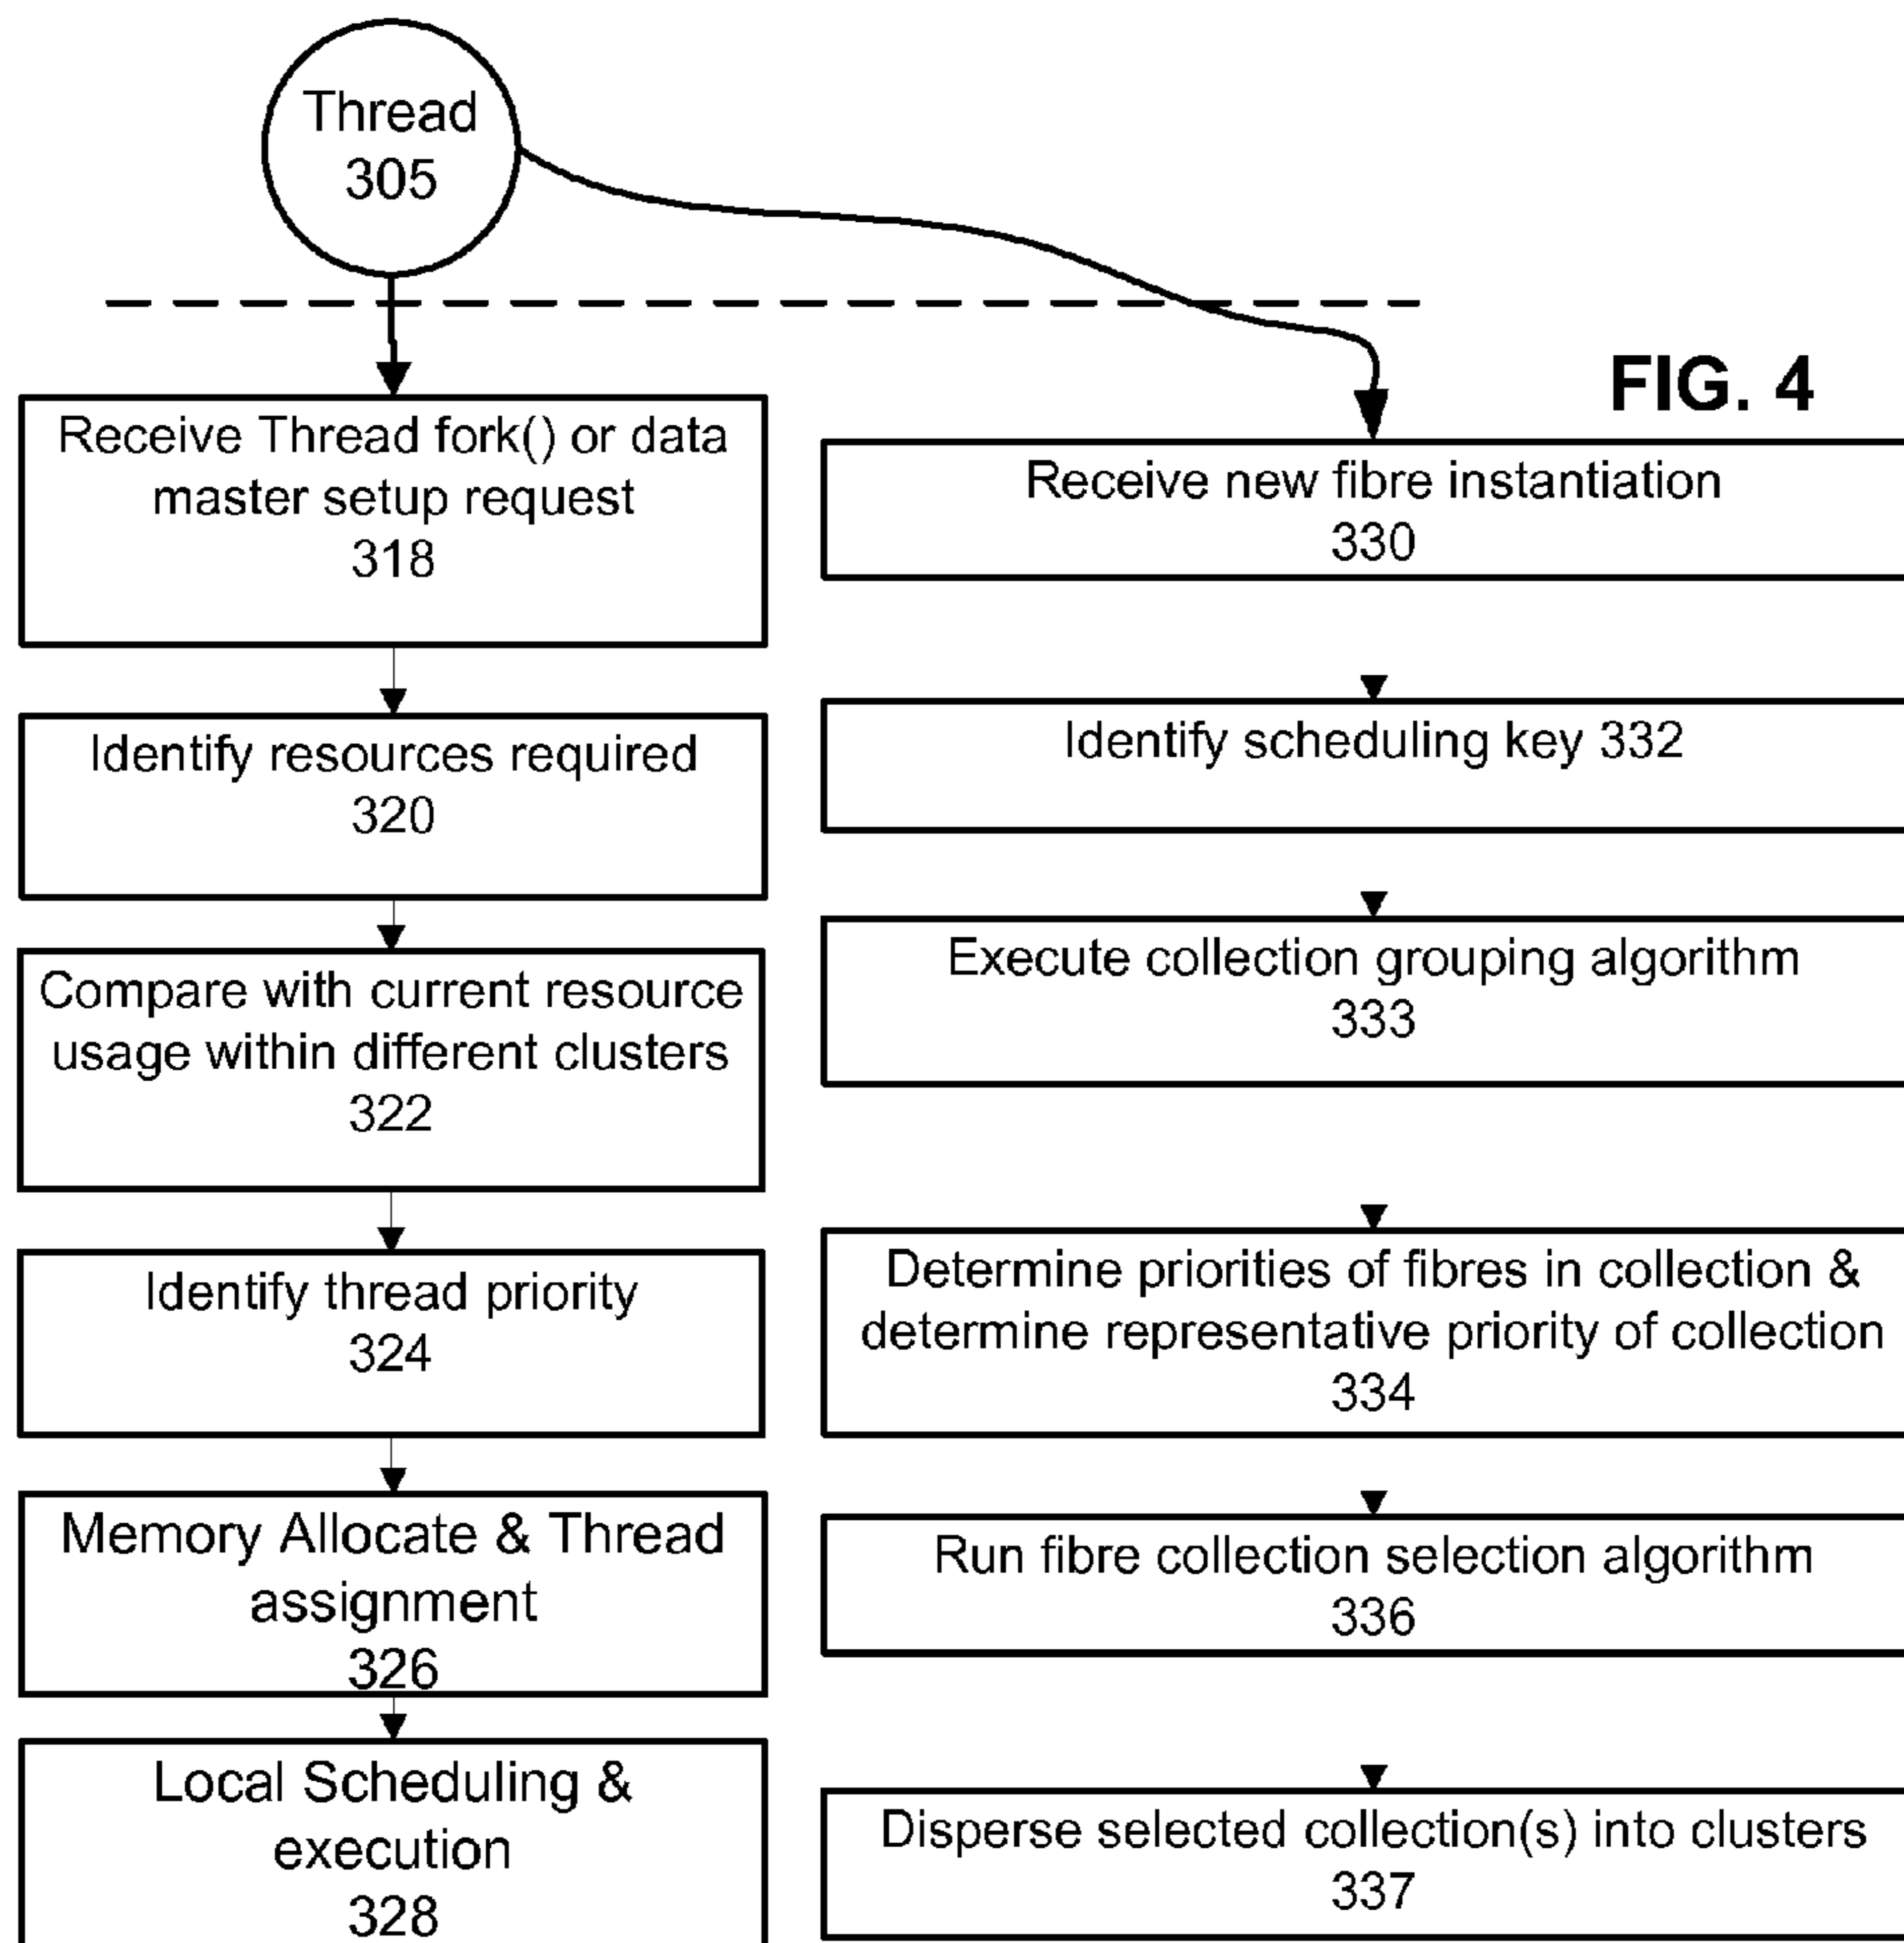 Thread
305
FIG. 4
Receive Thread fork() or data
master setup request
318
Identify resources required
320
Compare with current resource
usage within different clusters
322
Identify thread priority
324
Memory Allocate & Thread
assignment
326
Local Scheduling &
execution
328
Receive new fibre instantiation
330
Identify scheduling key 332
Execute collection grouping algorithm
333
Determine priorities of fibres in collection &
determine representative priority of collection
334
Run fibre collection selection algorithm
336
Disperse selected collection(s) into clusters
337